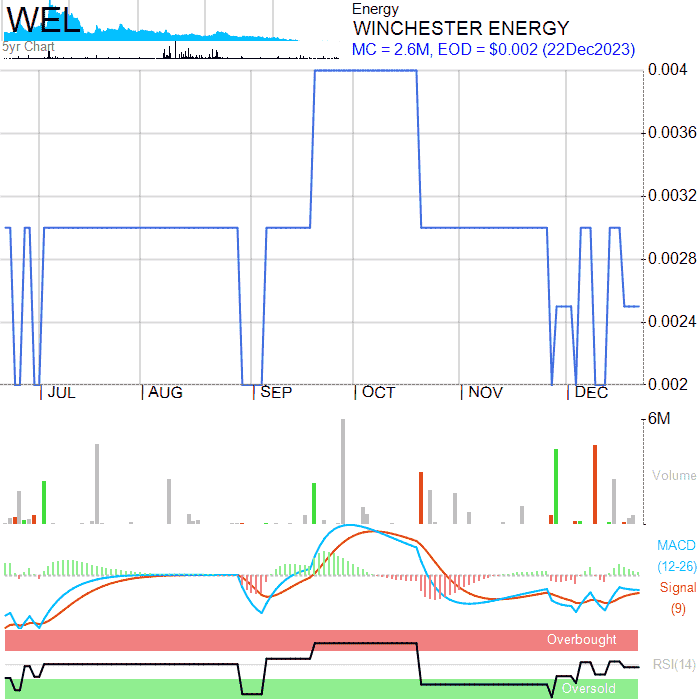 WEL
5yr Chart
Energy
WINCHESTER ENERGY
MC = 2.6M, EOD = $0.002 (22Dec2023)
0.004
0.0036
0.0032
0.0028
0.0024
0.002
JUL AUG SEP OCT NOV DEC
6M
Volume
MACD
(12-26)
Signal
(9)
Overbought
RSI(14)
Oversold